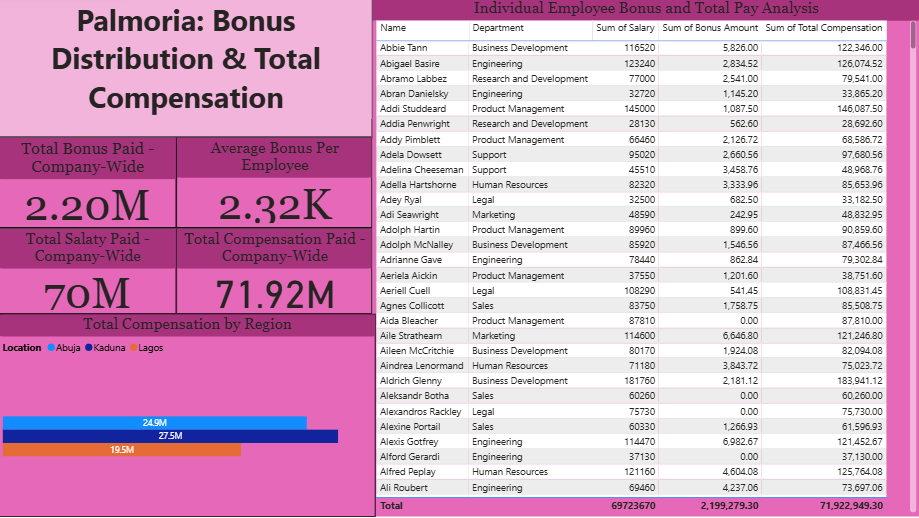 Palmoria: Bonus
Distribution & Total
Compensation
Total Bonus Paid -
Company-Wide
2.20M
Average Bonus Per
Employee
2.32K
Total Salaty Paid -
Company-Wide
70M
Total Compensation Paid -
Company-Wide
71.92M
Total Compensation by Region
Location Abuja Kaduna Lagos
24.9M
27.5M
19.5M
Individual Employee Bonus and Total Pay Analysis
Name Department Sum of Salary Sum of Bonus Amount Sum of Total Compensation
Abbie Tann Business Development 116520 5,826.00 122,346.00
Abigael Basire Engineering 123240 2,834.52 126,074.52
Abramo Labbez Research and Development 77000 2,541.00 79,541.00
Abran Danielsky Engineering 32720 1,145.20 33,865.20
Addi Studdeard Product Management 145000 1,087.50 146,087.50
Addia Penwright Research and Development 28130 562.60 28,692.60
Addy Pimblett Product Management 66460 2,126.72 68,586.72
Adela Dowsett Support 95020 2,660.56 97,680.56
Adelina Cheeseman Support 45510 3,458.76 48,968.76
Adella Hartshorne Human Resources 82320 3,333.96 85,653.96
Adey Ryal Legal 32500 682.50 33,182.50
Adi Seawright Marketing 48590 242.95 48,832.95
Adolph Hartin Product Management 89960 899.60 90,859.60
Adolph McNalley Business Development 85920 1,546.56 87,466.56
Adrianne Gave Engineering 78440 862.84 79,302.84
Aeriela Aickin Product Management 37550 1,201.60 38,751.60
Aeriell Cuell Legal 108290 541.45 108,831.45
Agnes Collicott Sales 83750 1,758.75 85,508.75
Aida Bleacher Product Management 87810 0.00 87,810.00
Aile Strathearn Marketing 114600 6,646.80 121,246.80
Aileen McCritchie Business Development 80170 1,924.08 82,094.08
Aindrea Lenormand Human Resources 71180 3,843.72 75,023.72
Aldrich Glenny Business Development 181760 2,181.12 183,941.12
Aleksandr Botha Sales 60260 0.00 60,260.00
Alexandros Rackley Legal 75730 0.00 75,730.00
Alexine Portail Sales 60330 1,266.93 61,596.93
Alexis Gotfrey Engineering 114470 6,982.67 121,452.67
Alford Gerardi Engineering 37130 0.00 37,130.00
Alfred Peplay Human Resources 121160 4,604.08 125,764.08
Ali Roubert Engineering 69460 4,237.06 73,697.06
Total 69723670 2,199,279.30 71,922,949.30